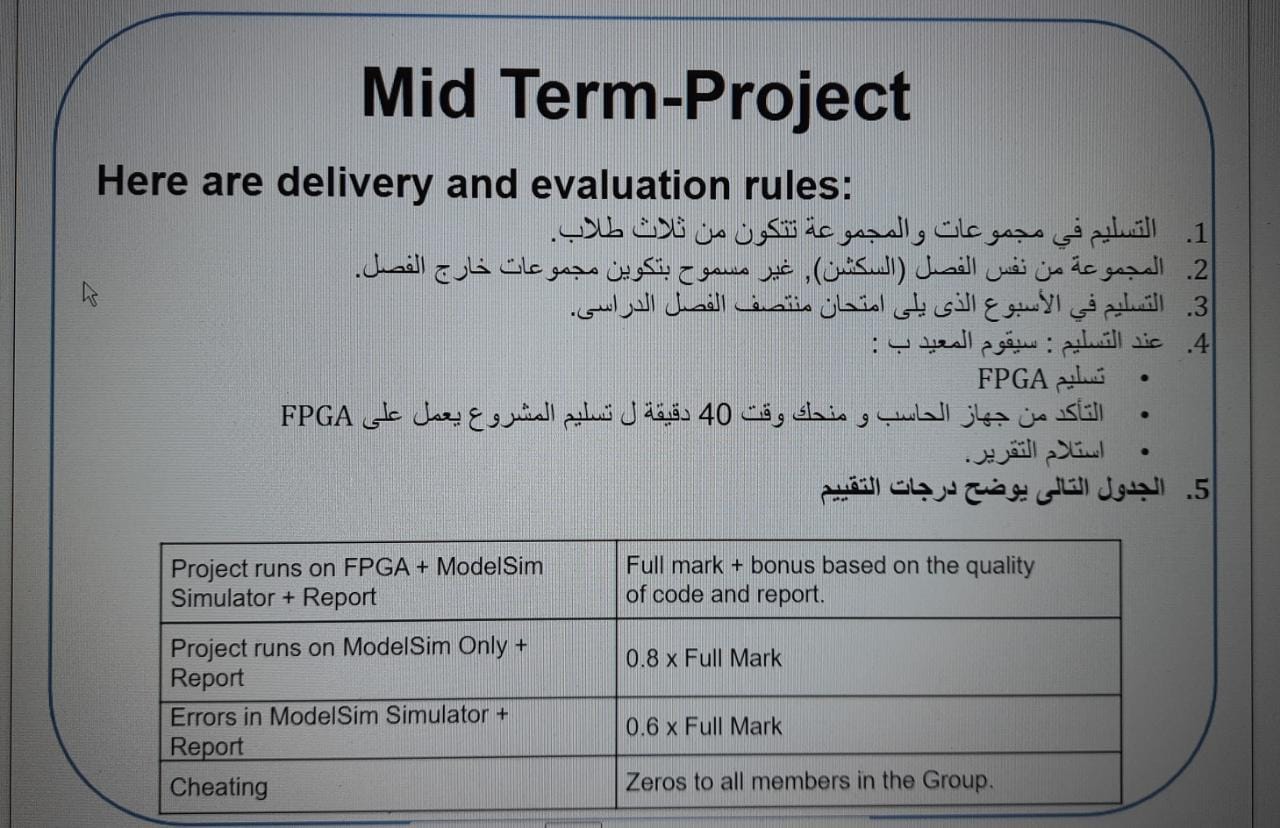 Mid Term-Project
Here are delivery and evaluation rules:
1. التسليم في مجموعات والمجموعة تتكون من ثلاث طلاب.
2. المجموعة من نفس الفصل (السكشن), غير مسموح بتكوين مجموعات خارج الفصل.
3. التسليم في الأسبوع الذى يلى امتحان منتصف الفصل الدراسى.
4. عند التسليم : سيقوم المعيد ب :
• تسليم FPGA
• التأكد من جهاز الحاسب و منحك وقت 40 دقيقة ل تسليم المشروع يعمل على FPGA
• استلام التقرير.
5. الجدول التالى يوضح درجات التقييم
Project runs on FPGA + ModelSim
Simulator + Report
Full mark + bonus based on the quality
of code and report.
Project runs on ModelSim Only +
Report
0.8 x Full Mark
Errors in ModelSim Simulator +
Report
0.6 x Full Mark
Cheating
Zeros to all members in the Group.